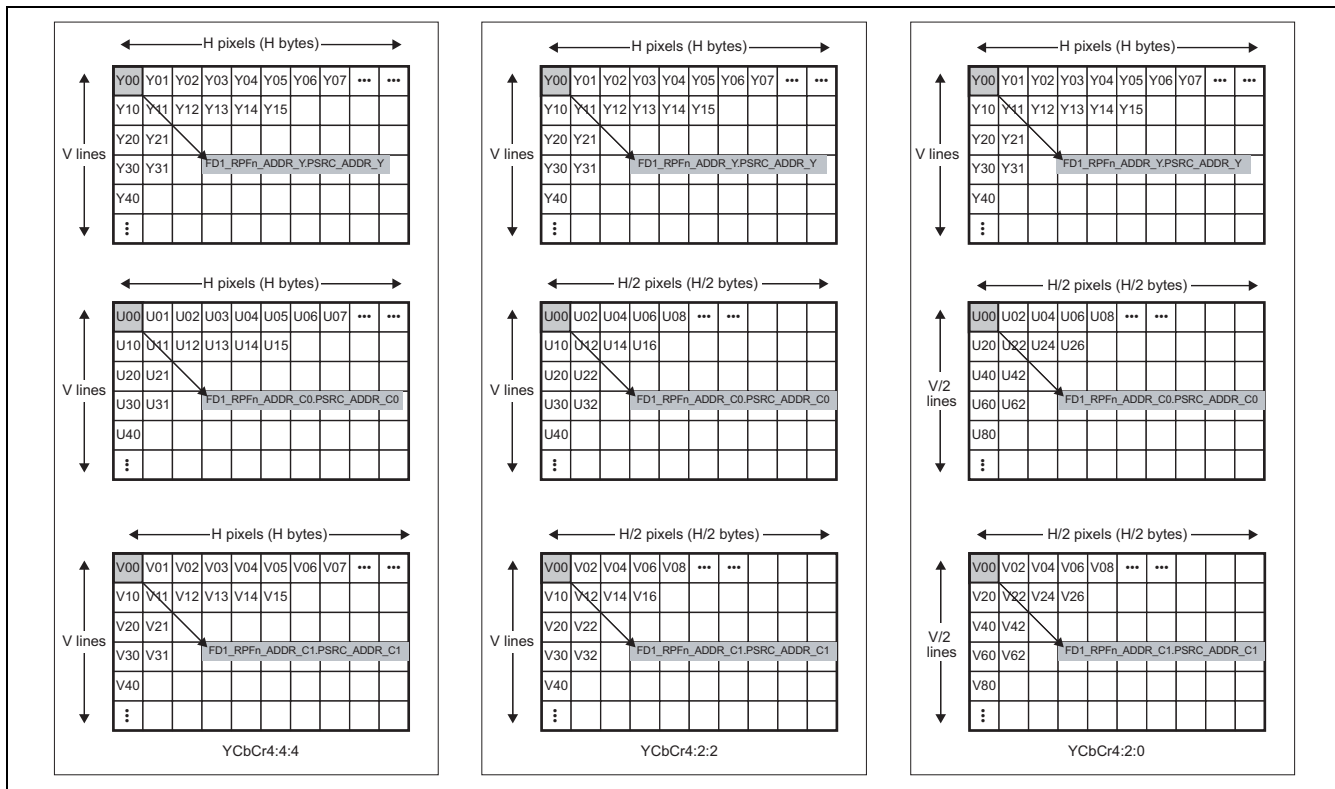 H pixels (H bytes)
Y00 Y01 Y02 Y03 Y04 Y05 Y06 Y07 ••• •••
Y10 Y11 Y12 Y13 Y14 Y15
Y20 Y21
V lines
Y30 Y31 FD1_RPFn_ADDR_Y.PSRC_ADDR_Y
Y40
⋮
H pixels (H bytes)
U00 U01 U02 U03 U04 U05 U06 U07 ••• •••
U10 U11 U12 U13 U14 U15
U20 U21
V lines
U30 U31 FD1_RPFn_ADDR_C0.PSRC_ADDR_C0
U40
⋮
H pixels (H bytes)
V00 V01 V02 V03 V04 V05 V06 V07 ••• •••
V10 V11 V12 V13 V14 V15
V20 V21
V lines
V30 V31 FD1_RPFn_ADDR_C1.PSRC_ADDR_C1
V40
⋮
YCbCr4:4:4
H pixels (H bytes)
Y00 Y01 Y02 Y03 Y04 Y05 Y06 Y07 ••• •••
Y10 Y11 Y12 Y13 Y14 Y15
Y20 Y21
V lines
Y30 Y31 FD1_RPFn_ADDR_Y.PSRC_ADDR_Y
Y40
⋮
H/2 pixels (H/2 bytes)
U00 U02 U04 U06 U08 ••• •••
U10 U12 U14 U16
U20 U22
V lines
U30 U32 FD1_RPFn_ADDR_C0.PSRC_ADDR_C0
U40
⋮
H/2 pixels (H/2 bytes)
V00 V02 V04 V06 V08 ••• •••
V10 V12 V14 V16
V20 V22
V lines
V30 V32 FD1_RPFn_ADDR_C1.PSRC_ADDR_C1
V40
⋮
YCbCr4:2:2
H pixels (H bytes)
Y00 Y01 Y02 Y03 Y04 Y05 Y06 Y07 ••• •••
Y10 Y11 Y12 Y13 Y14 Y15
Y20 Y21
V lines
Y30 Y31 FD1_RPFn_ADDR_Y.PSRC_ADDR_Y
Y40
⋮
H/2 pixels (H/2 bytes)
U00 U02 U04 U06 U08 ••• •••
U20 U22 U24 U26
U40 U42
V/2
lines
U60 U62 FD1_RPFn_ADDR_C0.PSRC_ADDR_C0
U80
⋮
H/2 pixels (H/2 bytes)
V00 V02 V04 V06 V08 ••• •••
V20 V22 V24 V26
V40 V42
V/2
lines
V60 V62 FD1_RPFn_ADDR_C1.PSRC_ADDR_C1
V80
⋮
YCbCr4:2:0